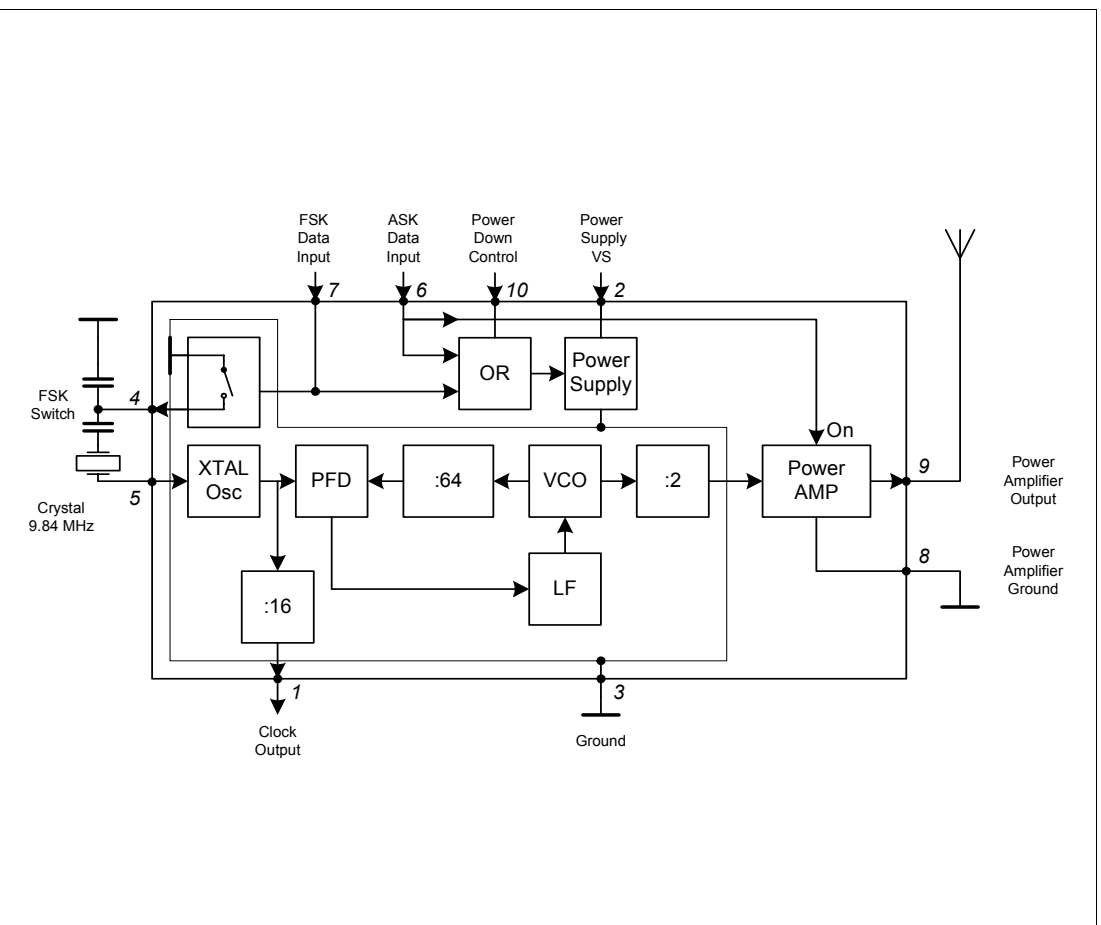 FSK
Data
Input
ASK
Data
Input
Power
Down
Control
Power
Supply
VS
7
6
10
2
OR
Power
Supply
FSK
Switch
4
On
XTAL
Osc
PFD
:64
VCO
:2
Power
AMP
9
Power
Amplifier
Output
5
Crystal
9.84 MHz
8
Power
Amplifier
Ground
LF
:16
1
3
Clock
Output
Ground